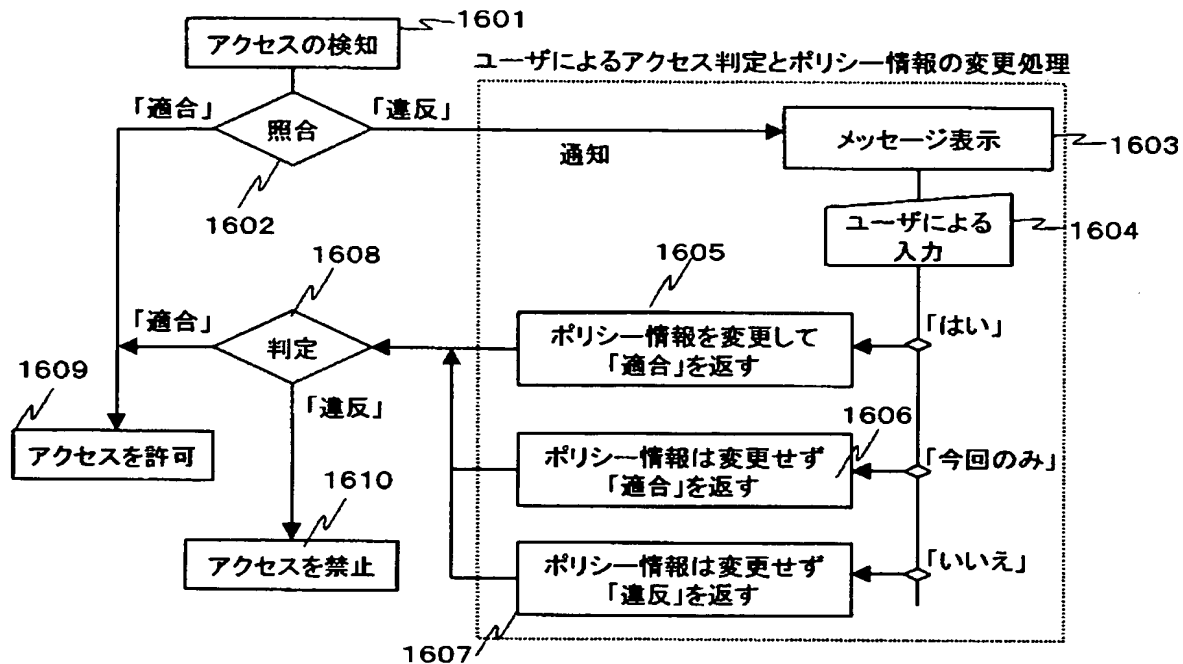 アクセスの検知
1601
ユーザによるアクセス判定とポリシー情報の変更処理
「適合」
「違反」
照合
通知
メッセージ表示
1603
1602
ユーザによる
入力
1604
1605
1608
「はい」
「適合」
判定
ポリシー情報を変更して
「適合」を返す
1609
「違反」
1606
アクセスを許可
ポリシー情報は変更せず
「適合」を返す
「今回のみ」
1610
アクセスを禁止
ポリシー情報は変更せず
「違反」を返す
「いいえ」
1607